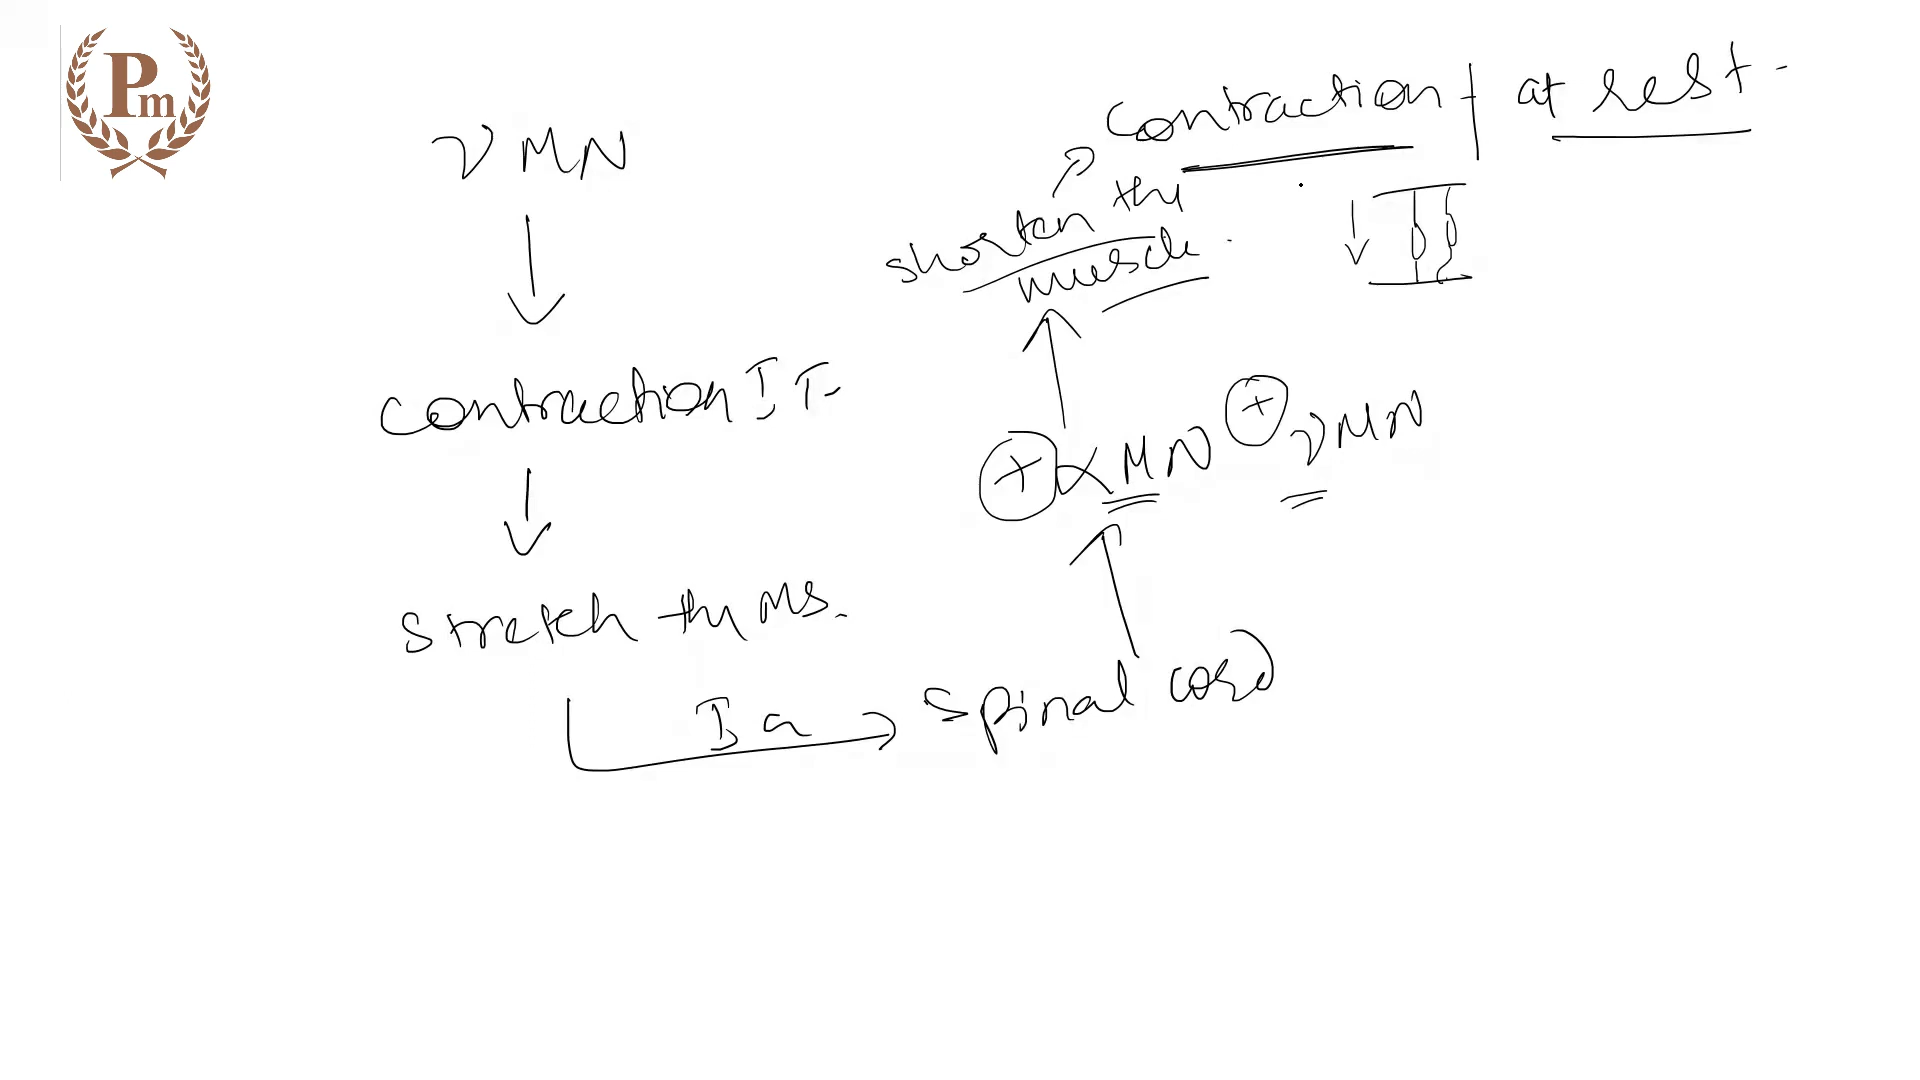 Pm
γMN
contraction I F
Stretch the MS.
Ia
Spinal cord
+ αMN + γMN
shorten the
muscle.
contraction | at rest.